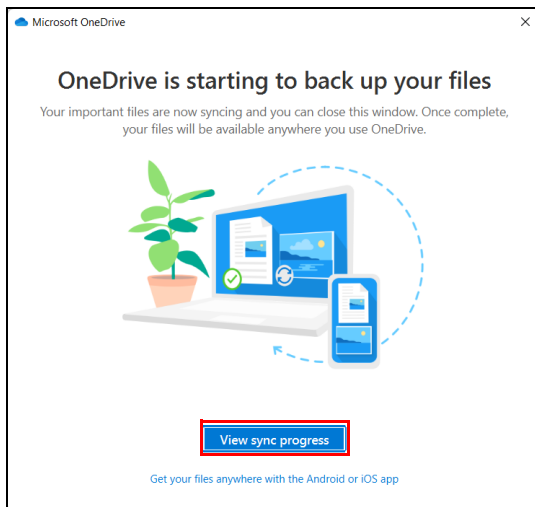 Microsoft OneDrive
OneDrive is starting to back up your files
Your important files are now syncing and you can close this window. Once complete,
your files will be available anywhere you use OneDrive.
View sync progress
Get your files anywhere with the Android or iOS app